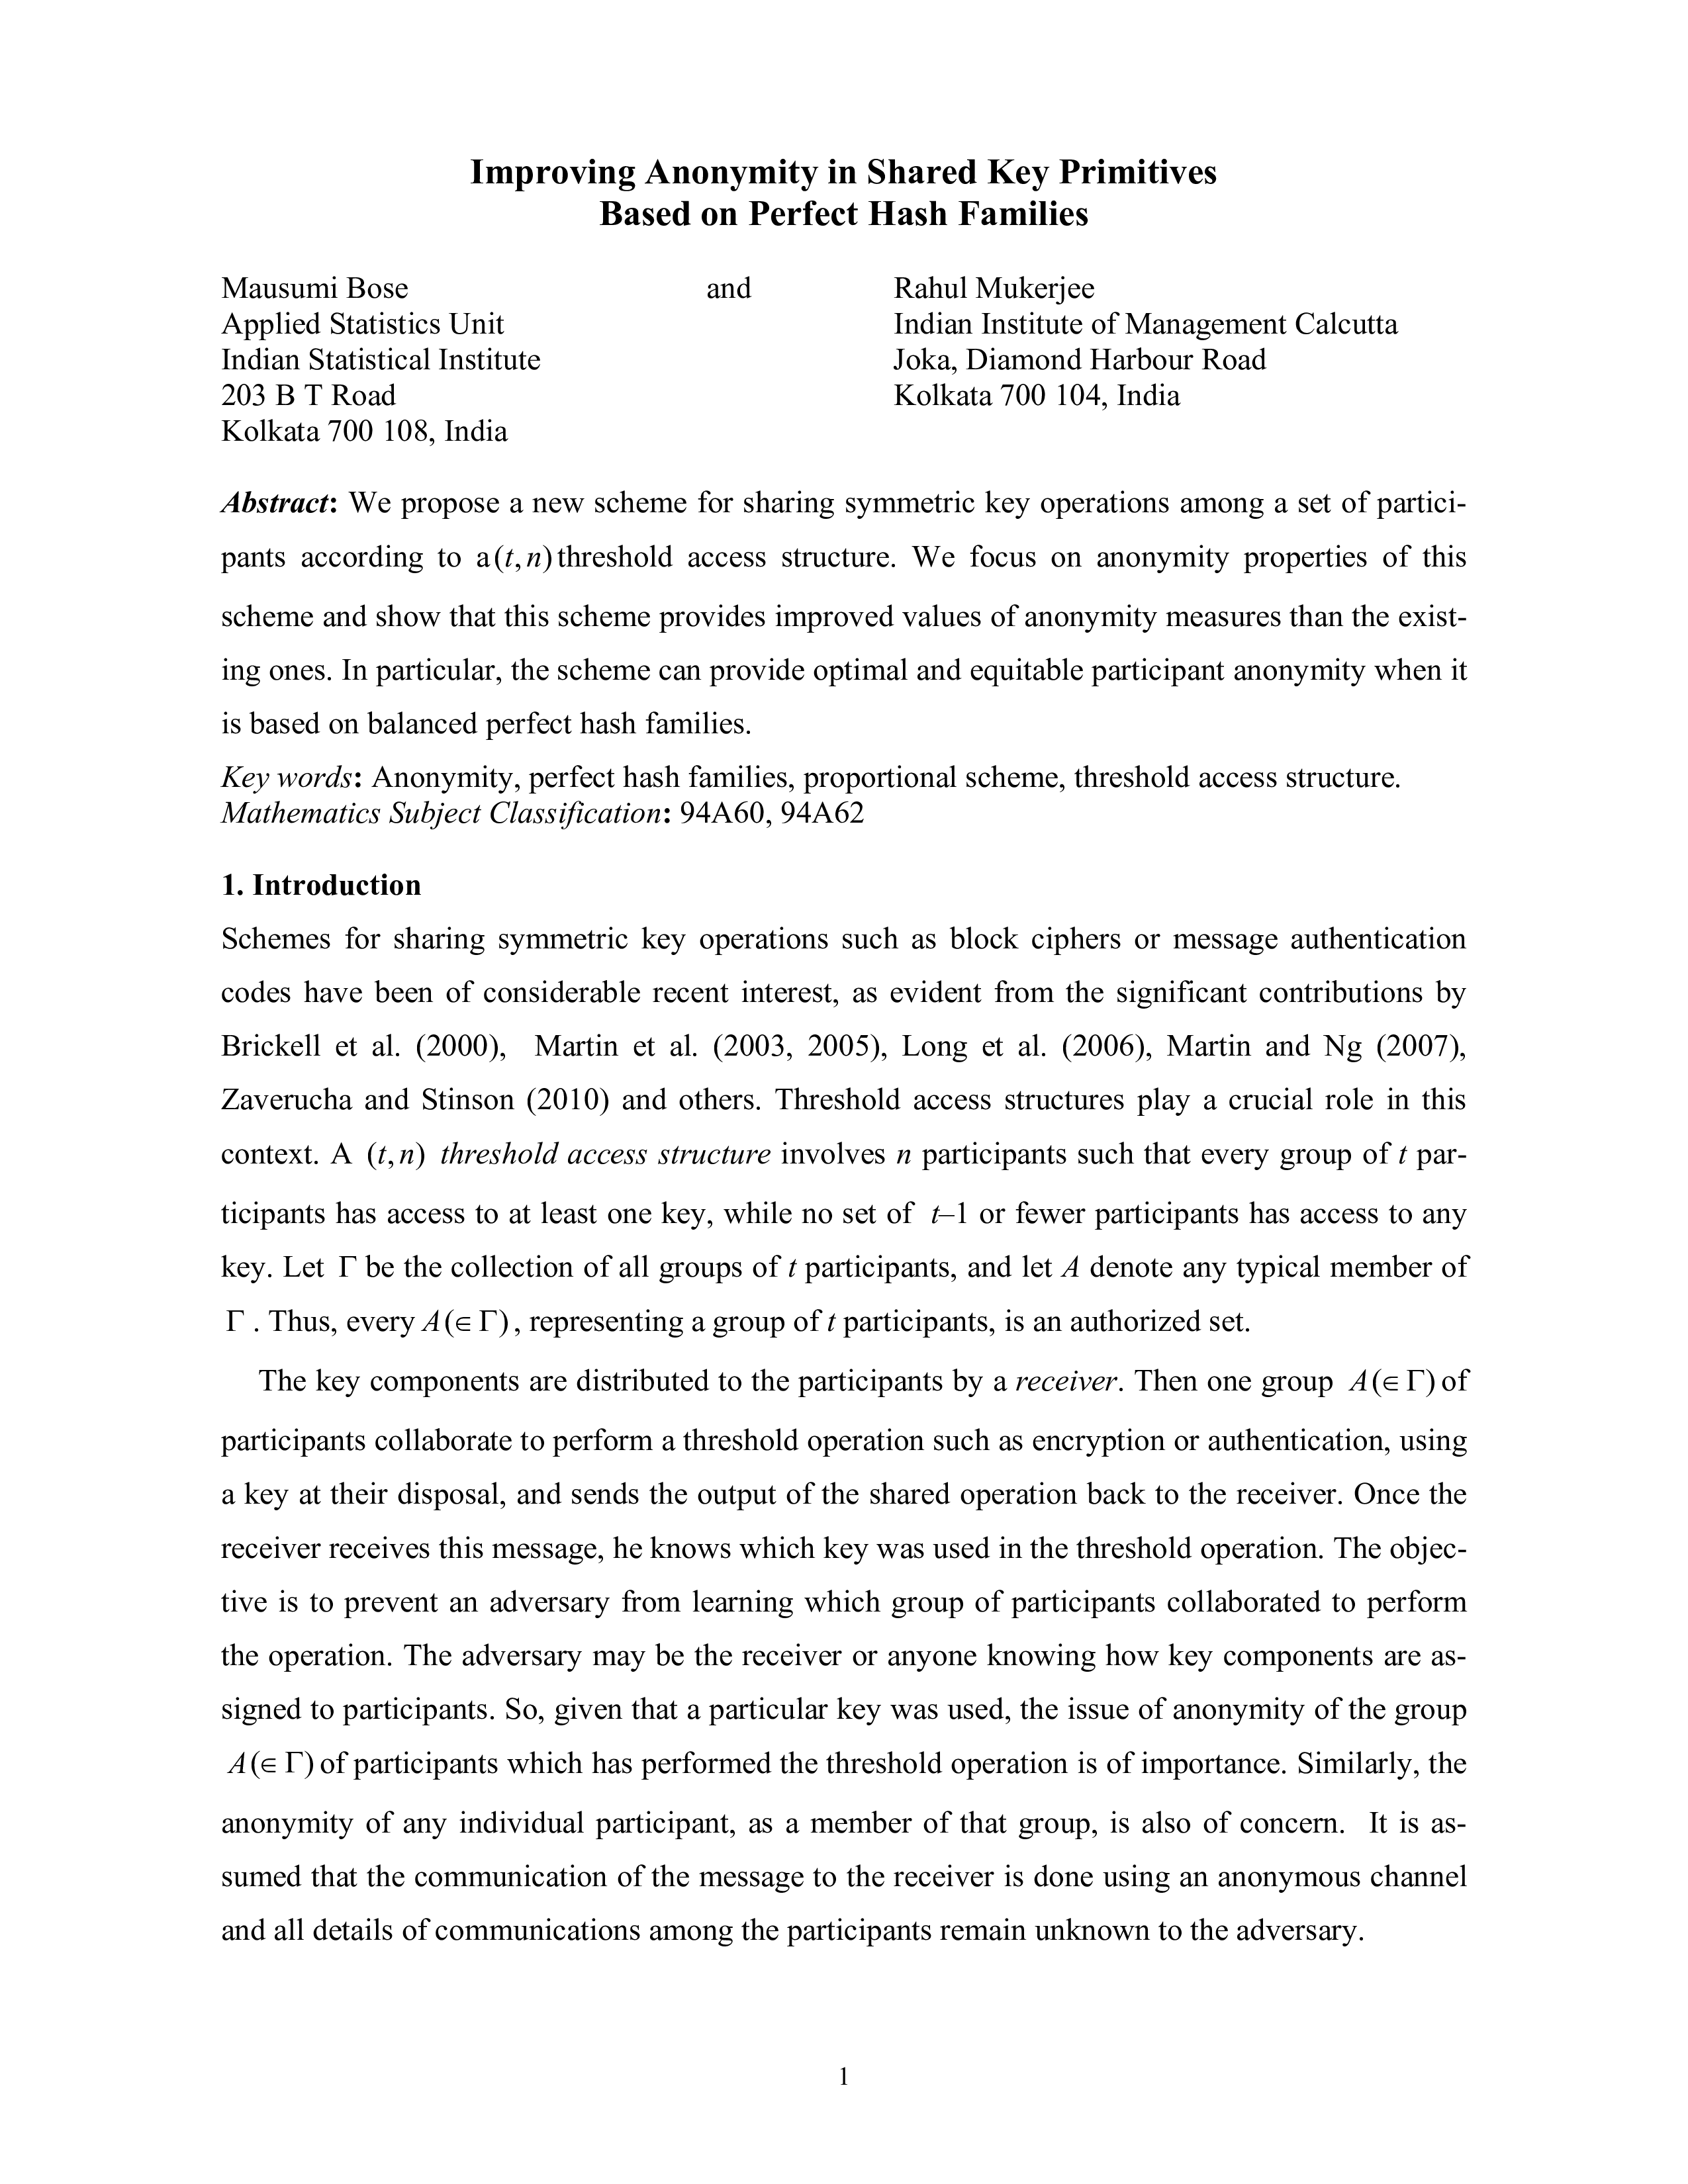 Improving Anonymity in Shared Key Primitives
Based on Perfect Hash Families
Mausumi Bose and Rahul Mukerjee
Applied Statistics Unit Indian Institute of Management Calcutta
Indian Statistical Institute Joka, Diamond Harbour Road
203 B T Road Kolkata 700 104, India
Kolkata 700 108, India
Abstract: We propose a new scheme for sharing symmetric key operations among a set of partici-
pants according to a (t, n) threshold access structure. We focus on anonymity properties of this
scheme and show that this scheme provides improved values of anonymity measures than the exist-
ing ones. In particular, the scheme can provide optimal and equitable participant anonymity when it
is based on balanced perfect hash families.
Key words: Anonymity, perfect hash families, proportional scheme, threshold access structure.
Mathematics Subject Classification: 94A60, 94A62
1. Introduction
Schemes for sharing symmetric key operations such as block ciphers or message authentication
codes have been of considerable recent interest, as evident from the significant contributions by
Brickell et al. (2000), Martin et al. (2003, 2005), Long et al. (2006), Martin and Ng (2007),
Zaverucha and Stinson (2010) and others. Threshold access structures play a crucial role in this
context. A (t, n) threshold access structure involves n participants such that every group of t par-
ticipants has access to at least one key, while no set of t–1 or fewer participants has access to any
key. Let Γ be the collection of all groups of t participants, and let A denote any typical member of
Γ . Thus, every A (∈ Γ) , representing a group of t participants, is an authorized set.
The key components are distributed to the participants by a receiver. Then one group A (∈ Γ) of
participants collaborate to perform a threshold operation such as encryption or authentication, using
a key at their disposal, and sends the output of the shared operation back to the receiver. Once the
receiver receives this message, he knows which key was used in the threshold operation. The objec-
tive is to prevent an adversary from learning which group of participants collaborated to perform
the operation. The adversary may be the receiver or anyone knowing how key components are as-
signed to participants. So, given that a particular key was used, the issue of anonymity of the group
A (∈ Γ) of participants which has performed the threshold operation is of importance. Similarly, the
anonymity of any individual participant, as a member of that group, is also of concern. It is as-
sumed that the communication of the message to the receiver is done using an anonymous channel
and all details of communications among the participants remain unknown to the adversary.
1